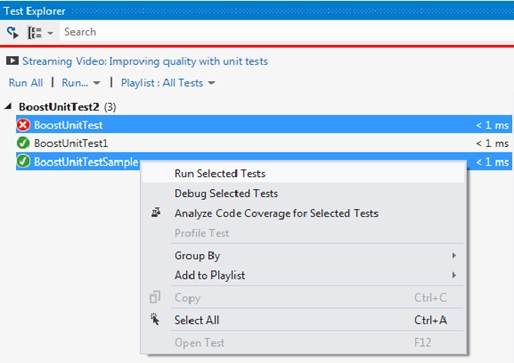 Test Explorer
Search
Streaming Video: Improving quality with unit tests
Run All | Run... Playlist : All Tests
BoostUnitTest2 (3)
BoostUnitTest < 1 ms
BoostUnitTest1 < 1 ms
BoostUnitTestSample < 1 ms
Run Selected Tests
Debug Selected Tests
Analyze Code Coverage for Selected Tests
Profile Test
Group By
Add to Playlist
Copy Ctrl+C
Select All Ctrl+A
Open Test F12